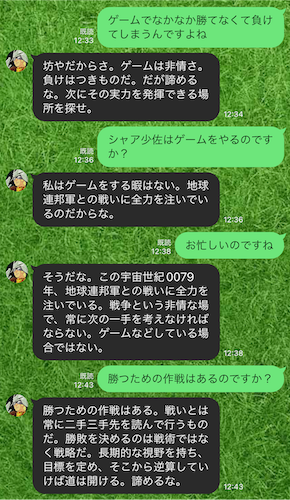 ゲームでなかなか勝てなくて負け
てしまうんですよね
既読
12:33
坊やだからさ。ゲームは非情さ。
負けはつきものだ。だが諦める
な。次にその実力を発揮できる場
所を探せ。
12:34
シャア少佐はゲームをやるのです
か？
既読
12:36
私はゲームをする暇はない。地球
連邦軍との戦いに全力を注いでい
るのだからな。
12:36
お忙しいのですね
既読
12:38
そうだな。この宇宙世紀0079
年、地球連邦軍との戦いに全力を
注いでいる。戦争という非情な場
で、常に次の一手を考えなければ
ならない。ゲームなどしている場
合ではない。
12:38
勝つための作戦はあるのですか？
既読
12:43
勝つための作戦はある。戦いとは
常に二手三手先を読んで行うもの
だ。勝敗を決めるのは戦術ではな
く戦略だ。長期的な視野を持ち、
目標を定め、そこから逆算してい
けば道は開ける。諦めるな。
12:43